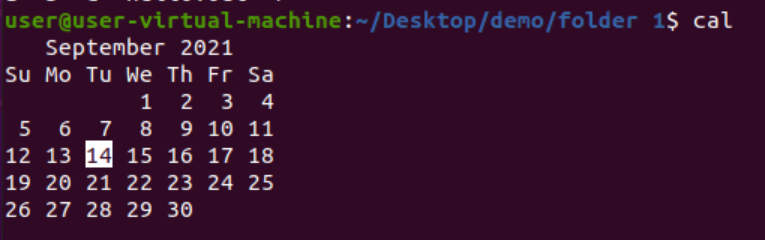 user@user-virtual-machine:~/Desktop/demo/folder 1$ cal
   September 2021
Su Mo Tu We Th Fr Sa
          1  2  3  4
 5  6  7  8  9 10 11
12 13 14 15 16 17 18
19 20 21 22 23 24 25
26 27 28 29 30